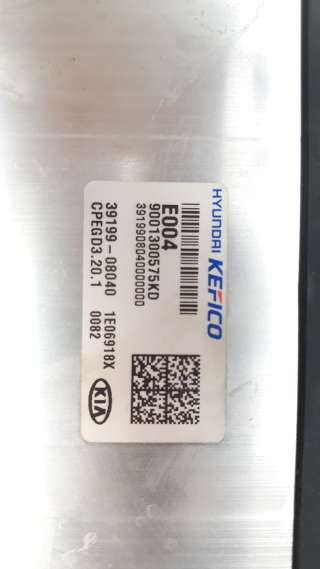 HYUNDAI KEFICO
E004
9001300575KD
3919908040000000
39199-08040 1E06918X
CPEGD3.20.1 0082
KIA